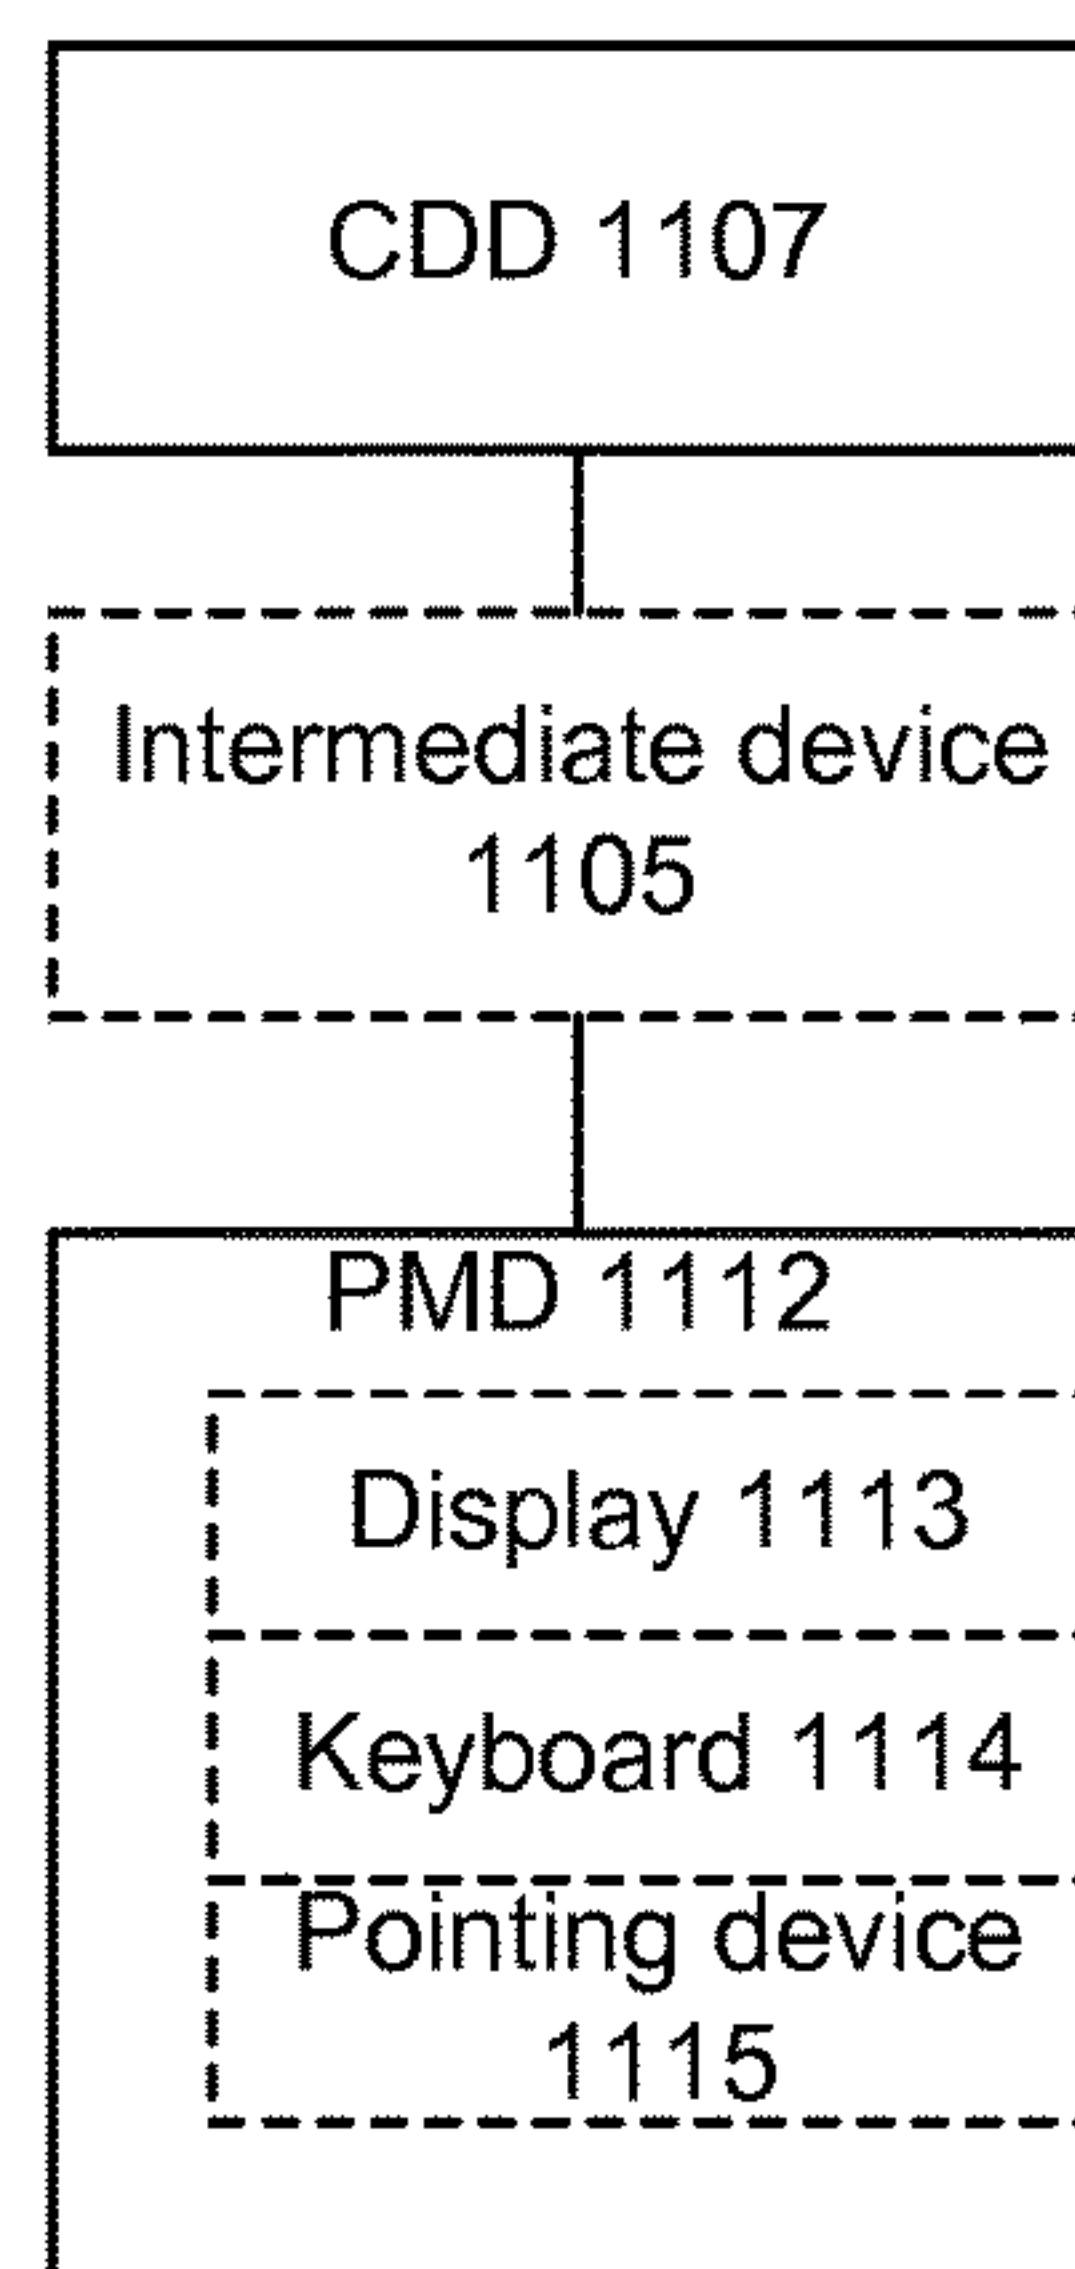 CDD 1107
Intermediate device
1105
PMD 1112
Display 1113
Keyboard 1114
Pointing device
1115